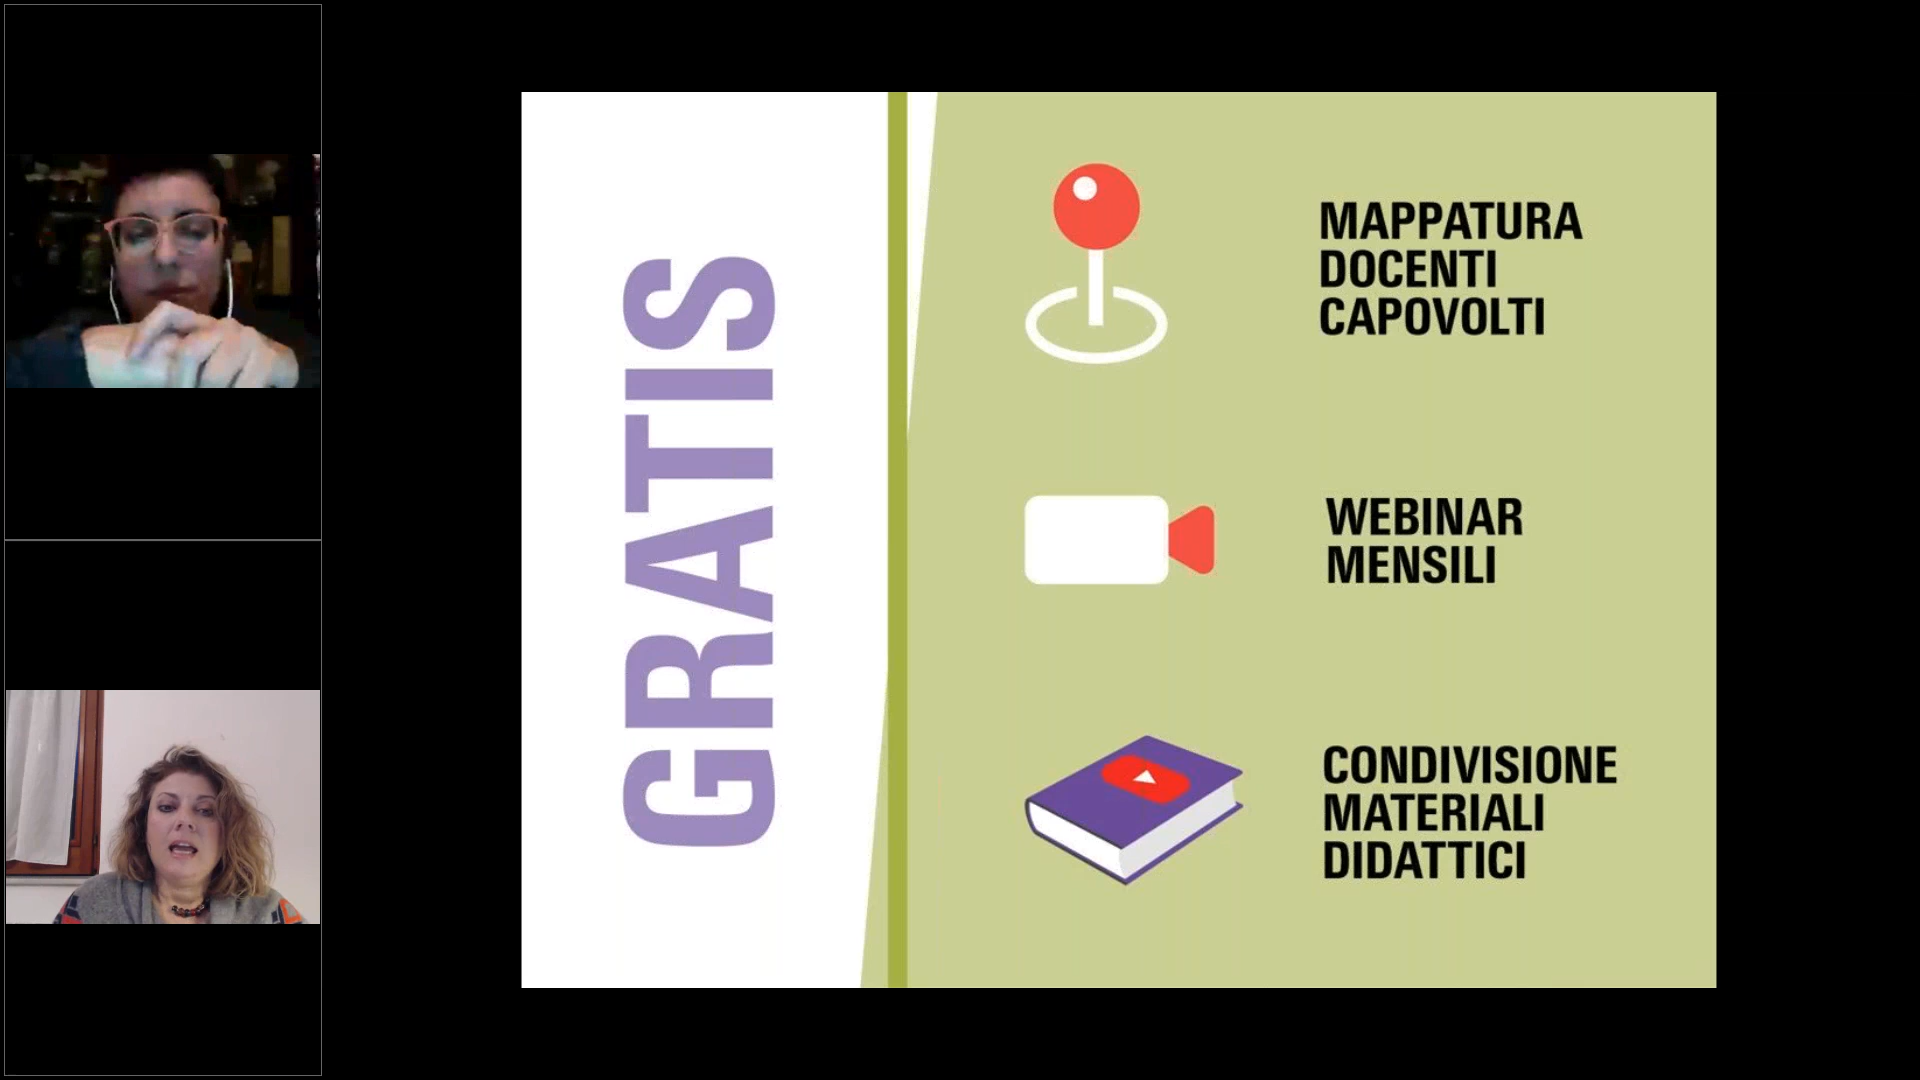 GRATIS
MAPPATURA
DOCENTI
CAPOVOLTI
WEBINAR
MENSILI
CONDIVISIONE
MATERIALI
DIDATTICI